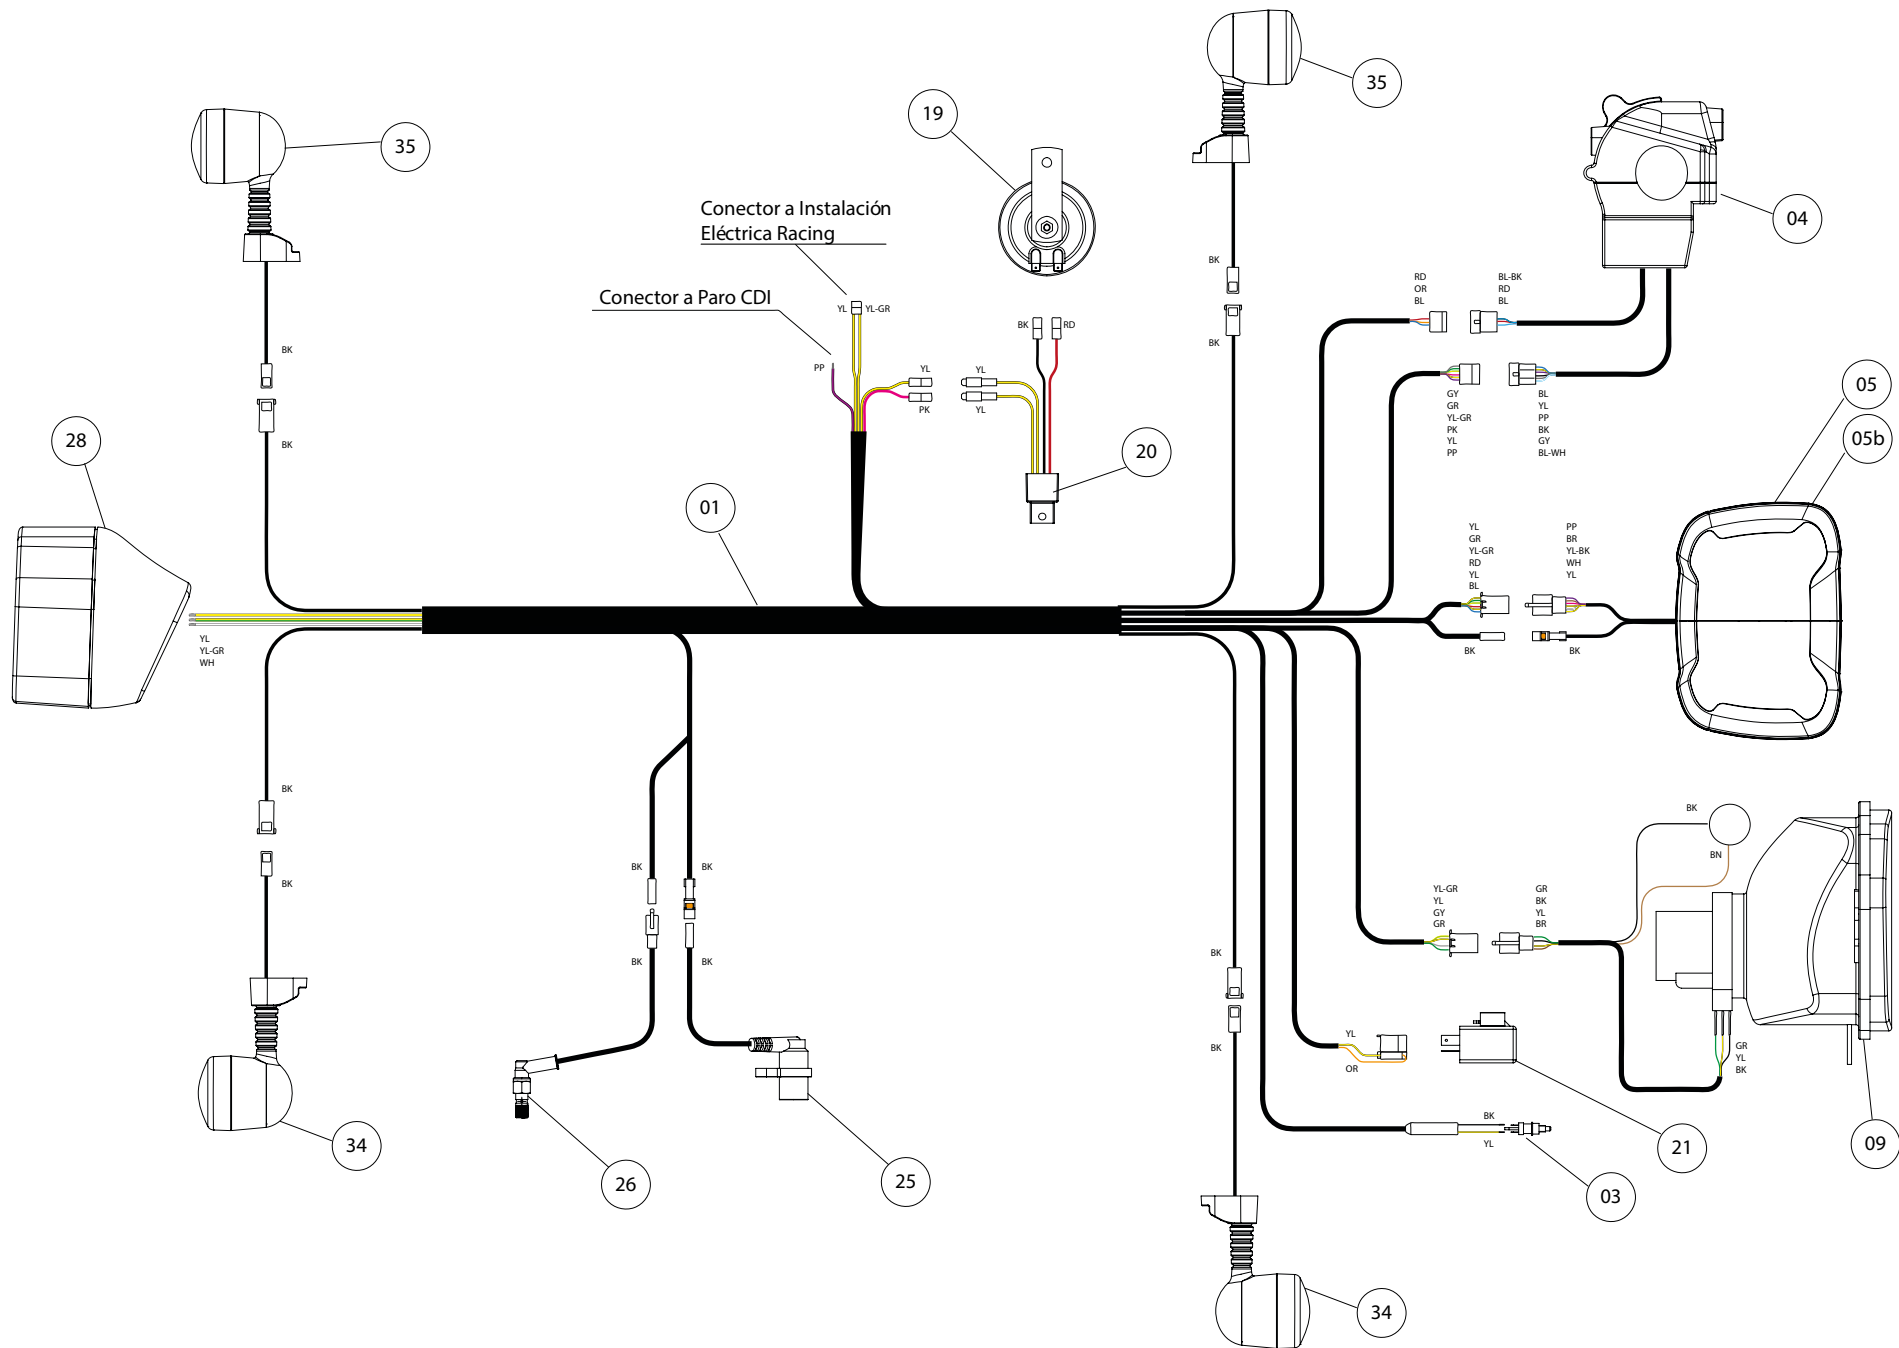 35
35
19
04
Conector a Instalación
Eléctrica Racing
Conector a Paro CDI
YL
YL-GR
PP
YL
PK
YL
YL
BK
RD
20
BK
BK
RD
OR
BL
BL-BK
RD
BL
GY
GR
YL-GR
PK
YL
PP
BL
YL
PP
BK
GY
BL-WH
05
05b
BK
BK
28
01
YL
GR
YL-GR
RD
YL
BL
PP
BR
YL-BK
WH
YL
BK
BK
YL
YL-GR
WH
BK
BK
BK
BK
BK
BK
BK
BN
YL-GR
YL
GY
GR
GR
BK
YL
BR
BK
BK
YL
OR
GR
YL
BK
BK
YL
34
26
25
21
03
09
34